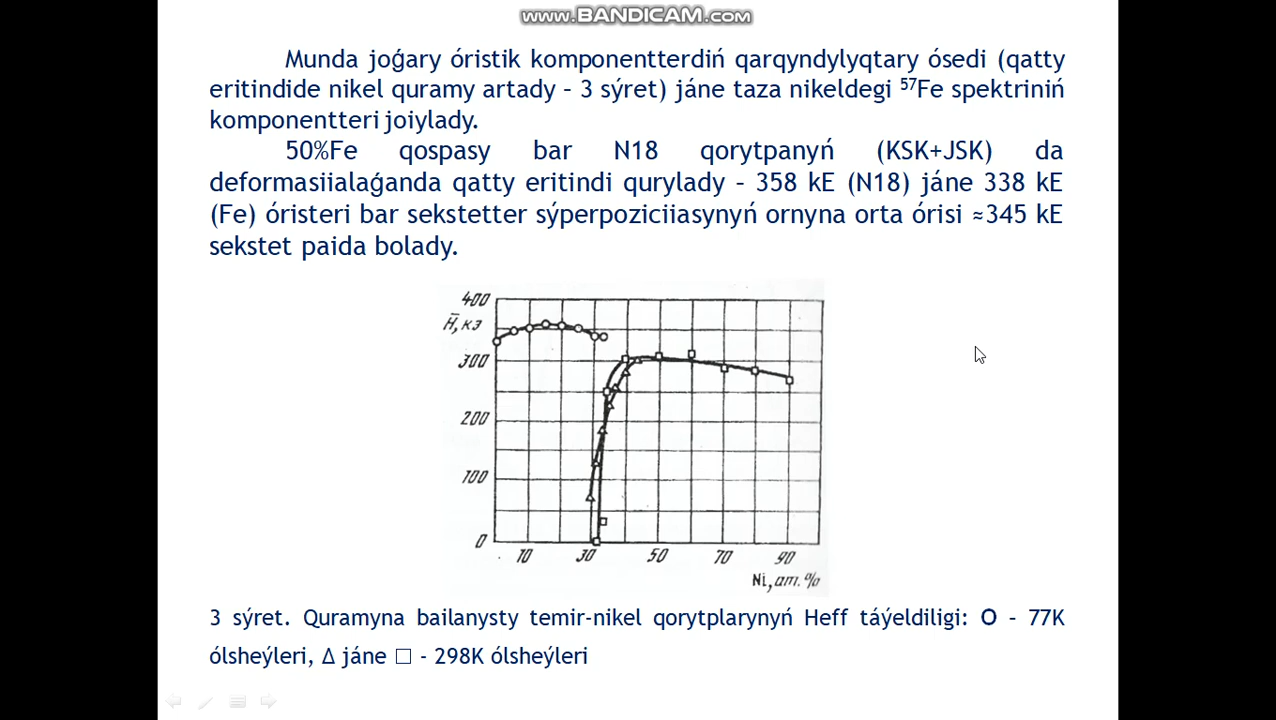 www.BANDICAM.com
Munda joǵary óristik komponentterdiń qarqyndylyqtary ósedi (qatty
eritindide nikel quramy artady – 3 sýret) jáne taza nikeldegi ⁵⁷Fe spektriniń
komponentteri joiylady.
50%Fe qospasy bar N18 qorytpanyń (KSK+JSK) da
deformasiialaǵanda qatty eritindi qurylady – 358 kE (N18) jáne 338 kE
(Fe) óristeri bar sekstetter sýperpoziciiasynyń ornyna orta órisi ≈345 kE
sekstet paida bolady.
400
H̄, кэ
300
200
100
0
10 30 50 70 90
Ni, am. %
3 sýret. Quramyna bailanysty temir-nikel qorytplarynyń Heff táýeldiligi: O – 77K
ólsheýleri, Δ jáne □ - 298K ólsheýleri